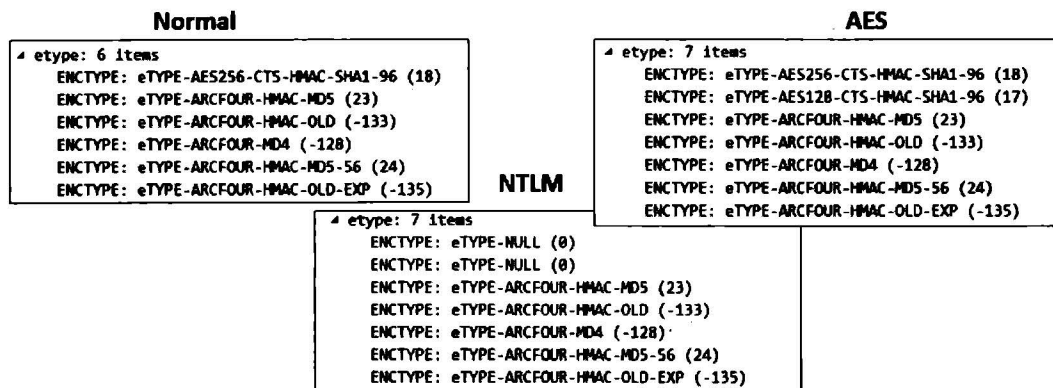 Normal
◢ etype: 6 items
ENCTYPE: eTYPE-AES256-CTS-HMAC-SHA1-96 (18)
ENCTYPE: eTYPE-ARCFOUR-HMAC-MD5 (23)
ENCTYPE: eTYPE-ARCFOUR-HMAC-OLD (-133)
ENCTYPE: eTYPE-ARCFOUR-MD4 (-128)
ENCTYPE: eTYPE-ARCFOUR-HMAC-MD5-56 (24)
ENCTYPE: eTYPE-ARCFOUR-HMAC-OLD-EXP (-135)
AES
◢ etype: 7 items
ENCTYPE: eTYPE-AES256-CTS-HMAC-SHA1-96 (18)
ENCTYPE: eTYPE-AES128-CTS-HMAC-SHA1-96 (17)
ENCTYPE: eTYPE-ARCFOUR-HMAC-MD5 (23)
ENCTYPE: eTYPE-ARCFOUR-HMAC-OLD (-133)
ENCTYPE: eTYPE-ARCFOUR-MD4 (-128)
ENCTYPE: eTYPE-ARCFOUR-HMAC-MD5-56 (24)
ENCTYPE: eTYPE-ARCFOUR-HMAC-OLD-EXP (-135)
NTLM
◢ etype: 7 items
ENCTYPE: eTYPE-NULL (0)
ENCTYPE: eTYPE-NULL (0)
ENCTYPE: eTYPE-ARCFOUR-HMAC-MD5 (23)
ENCTYPE: eTYPE-ARCFOUR-HMAC-OLD (-133)
ENCTYPE: eTYPE-ARCFOUR-MD4 (-128)
ENCTYPE: eTYPE-ARCFOUR-HMAC-MD5-56 (24)
ENCTYPE: eTYPE-ARCFOUR-HMAC-OLD-EXP (-135)